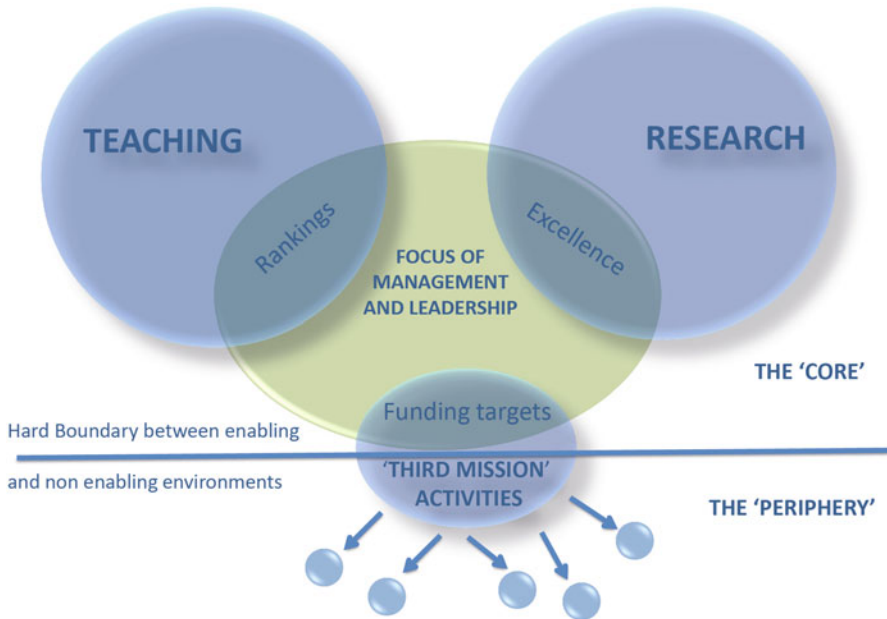 TEACHING
RESEARCH
Rankings
Excellence
FOCUS OF
MANAGEMENT
AND LEADERSHIP
THE ‘CORE’
Funding targets
Hard Boundary between enabling
and non enabling environments
‘THIRD MISSION’
ACTIVITIES
THE ‘PERIPHERY’